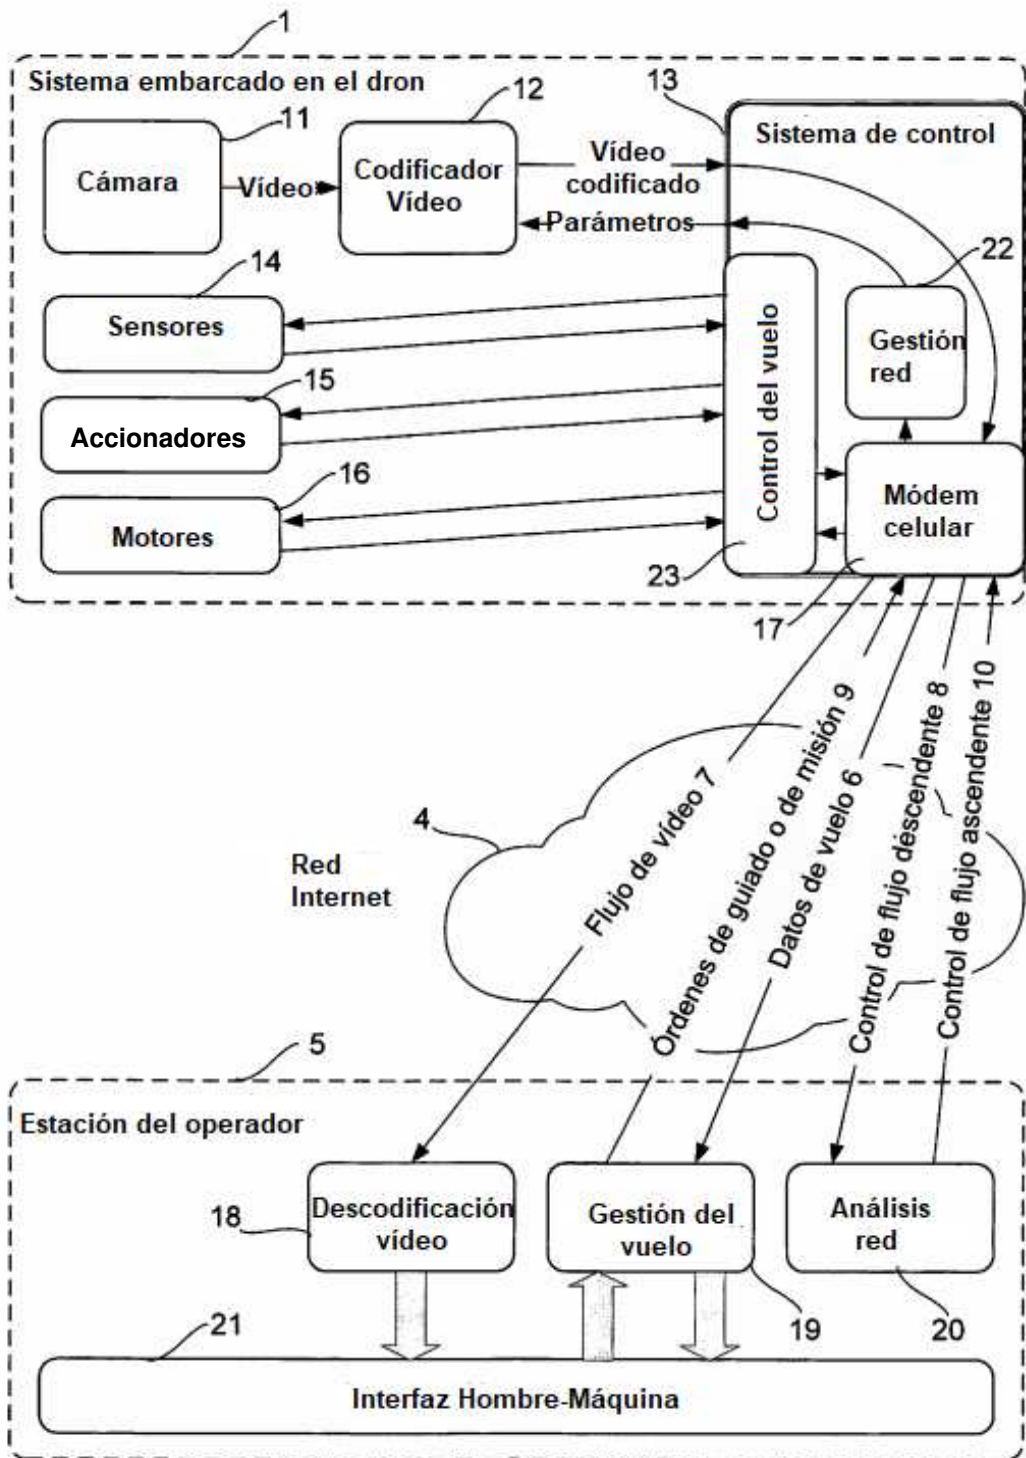 1
Sistema embarcado en el dron
11
12
13
Sistema de control
Cámara
Vídeo
Codificador
Vídeo
Vídeo
codificado
Parámetros
14
22
Sensores
Control del vuelo
Gestión
red
15
Accionadores
16
Motores
Módem
celular
23
17
4
Red
Internet
Flujo de vídeo 7
Órdenes de guiado o de misión 9
Datos de vuelo 6
Control de flujo descendente 8
Control de flujo ascendente 10
5
Estación del operador
18
Descodificación
vídeo
Gestión del
vuelo
Análisis
red
19
20
21
Interfaz Hombre-Máquina